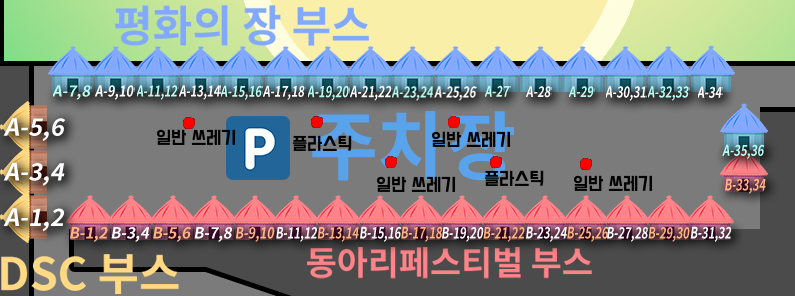 평화의 장 부스
A-7,8 A-9,10 A-11,12 A-13,14 A-15,16 A-17,18 A-19,20 A-21,22 A-23,24 A-25,26 A-27 A-28 A-29 A-30,31 A-32,33 A-34
A-5,6
일반 쓰레기
P
플라스틱
주차장
일반 쓰레기
A-35,36
A-3,4
일반 쓰레기
플라스틱
일반 쓰레기
B-33,34
A-1,2
B-1,2 B-3,4 B-5,6 B-7,8 B-9,10 B-11,12 B-13,14 B-15,16 B-17,18 B-19,20 B-21,22 B-23,24 B-25,26 B-27,28 B-29,30 B-31,32
DSC 부스
동아리페스티벌 부스